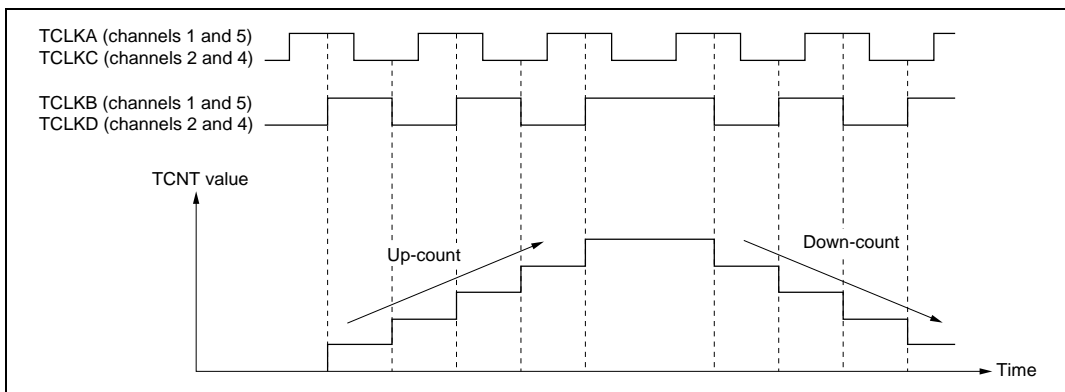 TCLKA (channels 1 and 5)
TCLKC (channels 2 and 4)
TCLKB (channels 1 and 5)
TCLKD (channels 2 and 4)
TCNT value
Up-count
Down-count
Time